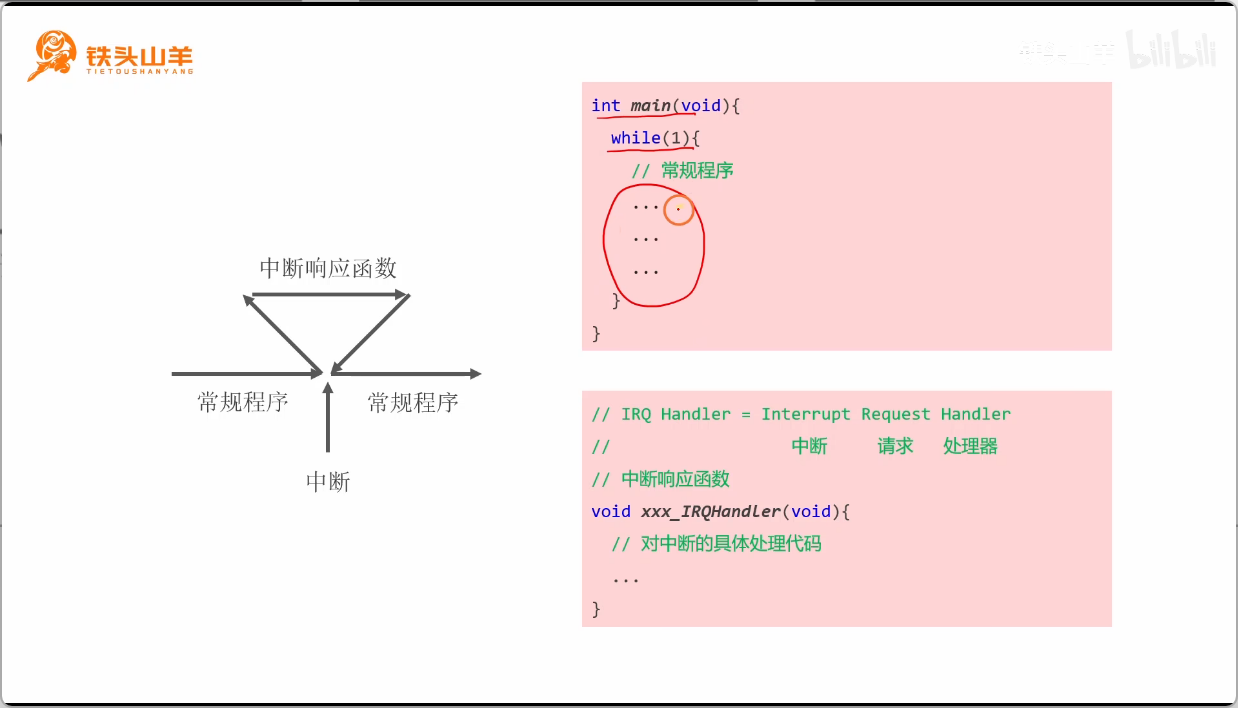 铁头山羊
TIETOUSHANYANG
bilibili
int main(void){
while(1){
// 常规程序
...
...
...
}
}
中断响应函数
常规程序
常规程序
中断
// IRQ Handler = Interrupt Request Handler
// 中断 请求 处理器
// 中断响应函数
void xxx_IRQHandler(void){
// 对中断的具体处理代码
...
}